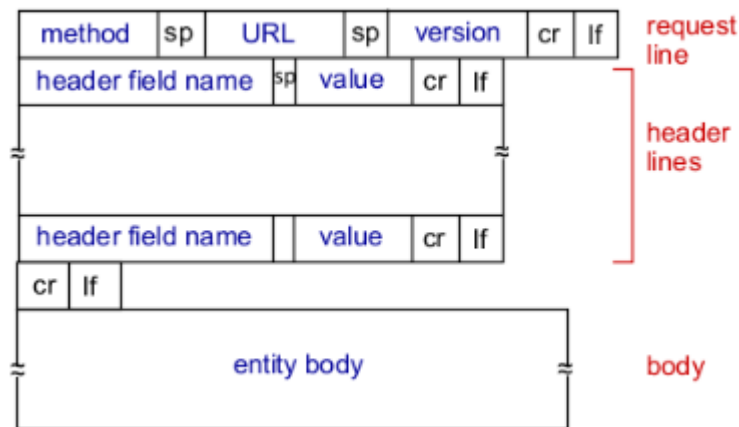 method sp URL sp version cr lf request line
header field name sp value cr lf
header lines
header field name value cr lf
cr lf
entity body body